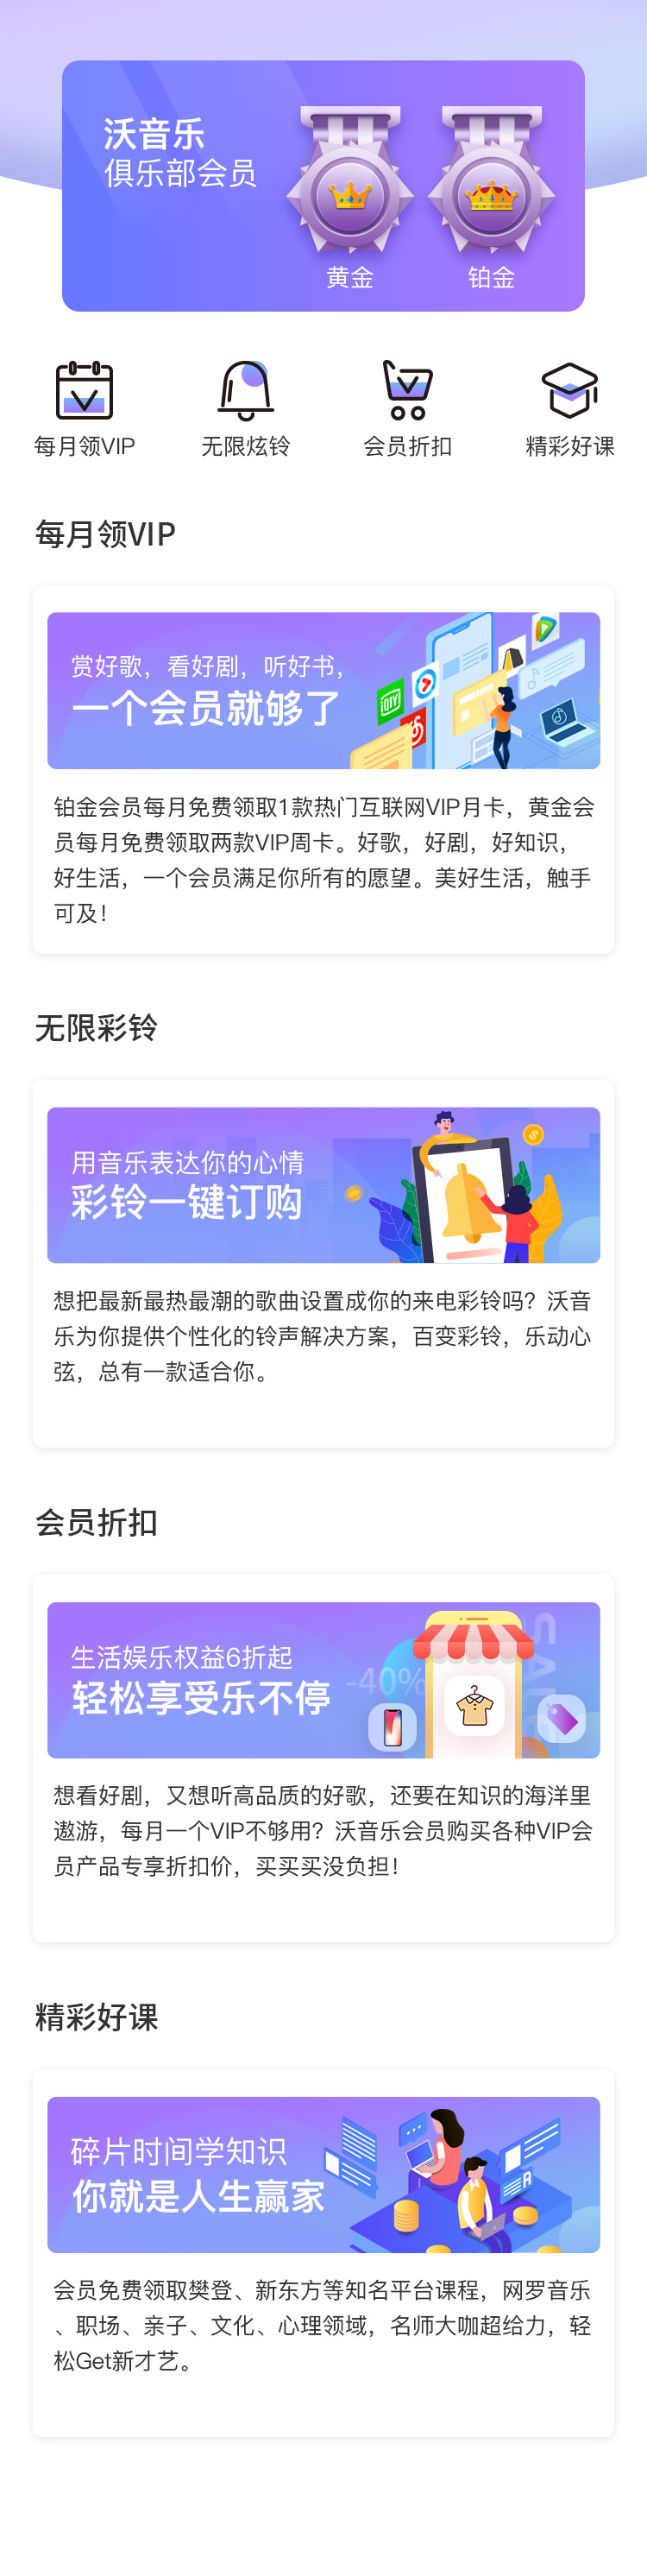 沃音乐
俱乐部会员
黄金
铂金
每月领VIP
无限炫铃
会员折扣
精彩好课
每月领VIP
赏好歌，看好剧，听好书，
一个会员就够了
QIYI
铂金会员每月免费领取1款热门互联网VIP月卡，黄金会
员每月免费领取两款VIP周卡。好歌，好剧，好知识，
好生活，一个会员满足你所有的愿望。美好生活，触手
可及！
无限彩铃
用音乐表达你的心情
彩铃一键订购
想把最新最热最潮的歌曲设置成你的来电彩铃吗？沃音
乐为你提供个性化的铃声解决方案，百变彩铃，乐动心
弦，总有一款适合你。
会员折扣
生活娱乐权益6折起
轻松享受乐不停
-40%
SALE
想看好剧，又想听高品质的好歌，还要在知识的海洋里
遨游，每月一个VIP不够用？沃音乐会员购买各种VIP会
员产品专享折扣价，买买买没负担！
精彩好课
碎片时间学知识
你就是人生赢家
会员免费领取樊登、新东方等知名平台课程，网罗音乐
、职场、亲子、文化、心理领域，名师大咖超给力，轻
松Get新才艺。